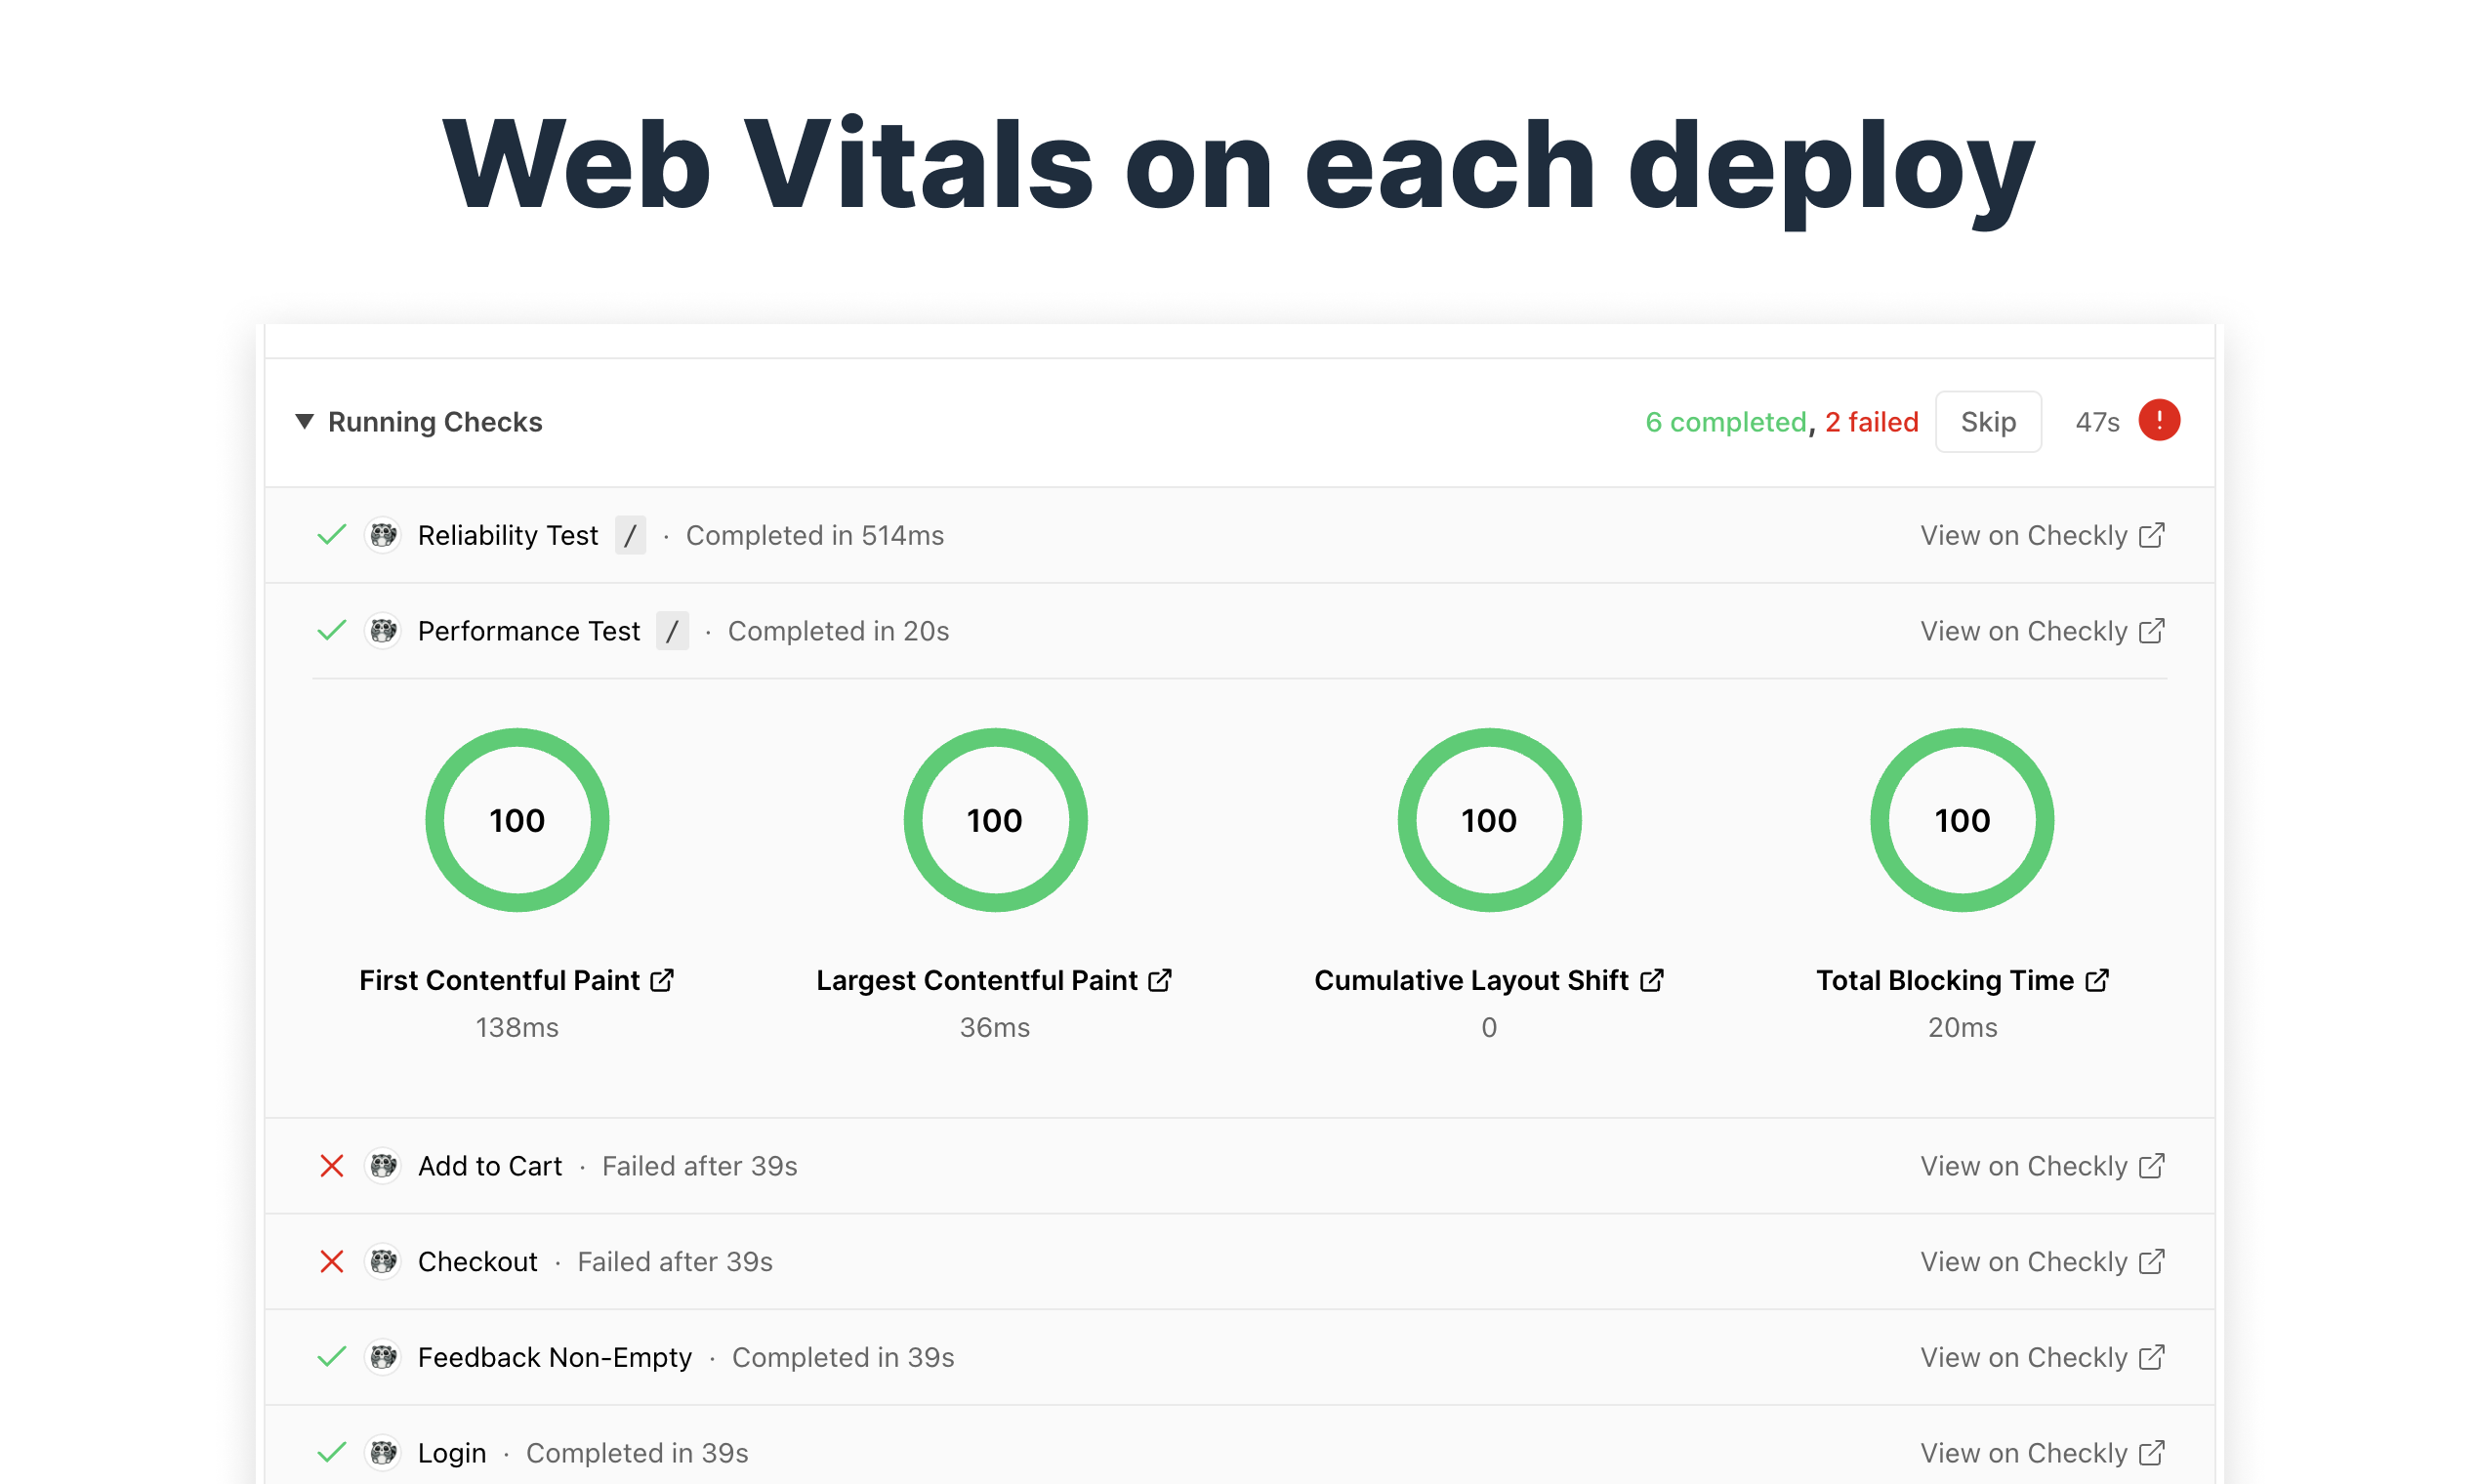 Web Vitals on each deploy
Running Checks 6 completed, 2 failed Skip 47s
Reliability Test / · Completed in 514ms View on Checkly
Performance Test / · Completed in 20s View on Checkly
100 100 100 100
First Contentful Paint Largest Contentful Paint Cumulative Layout Shift Total Blocking Time
138ms 36ms 0 20ms
Add to Cart · Failed after 39s View on Checkly
Checkout · Failed after 39s View on Checkly
Feedback Non-Empty · Completed in 39s View on Checkly
Login · Completed in 39s View on Checkly